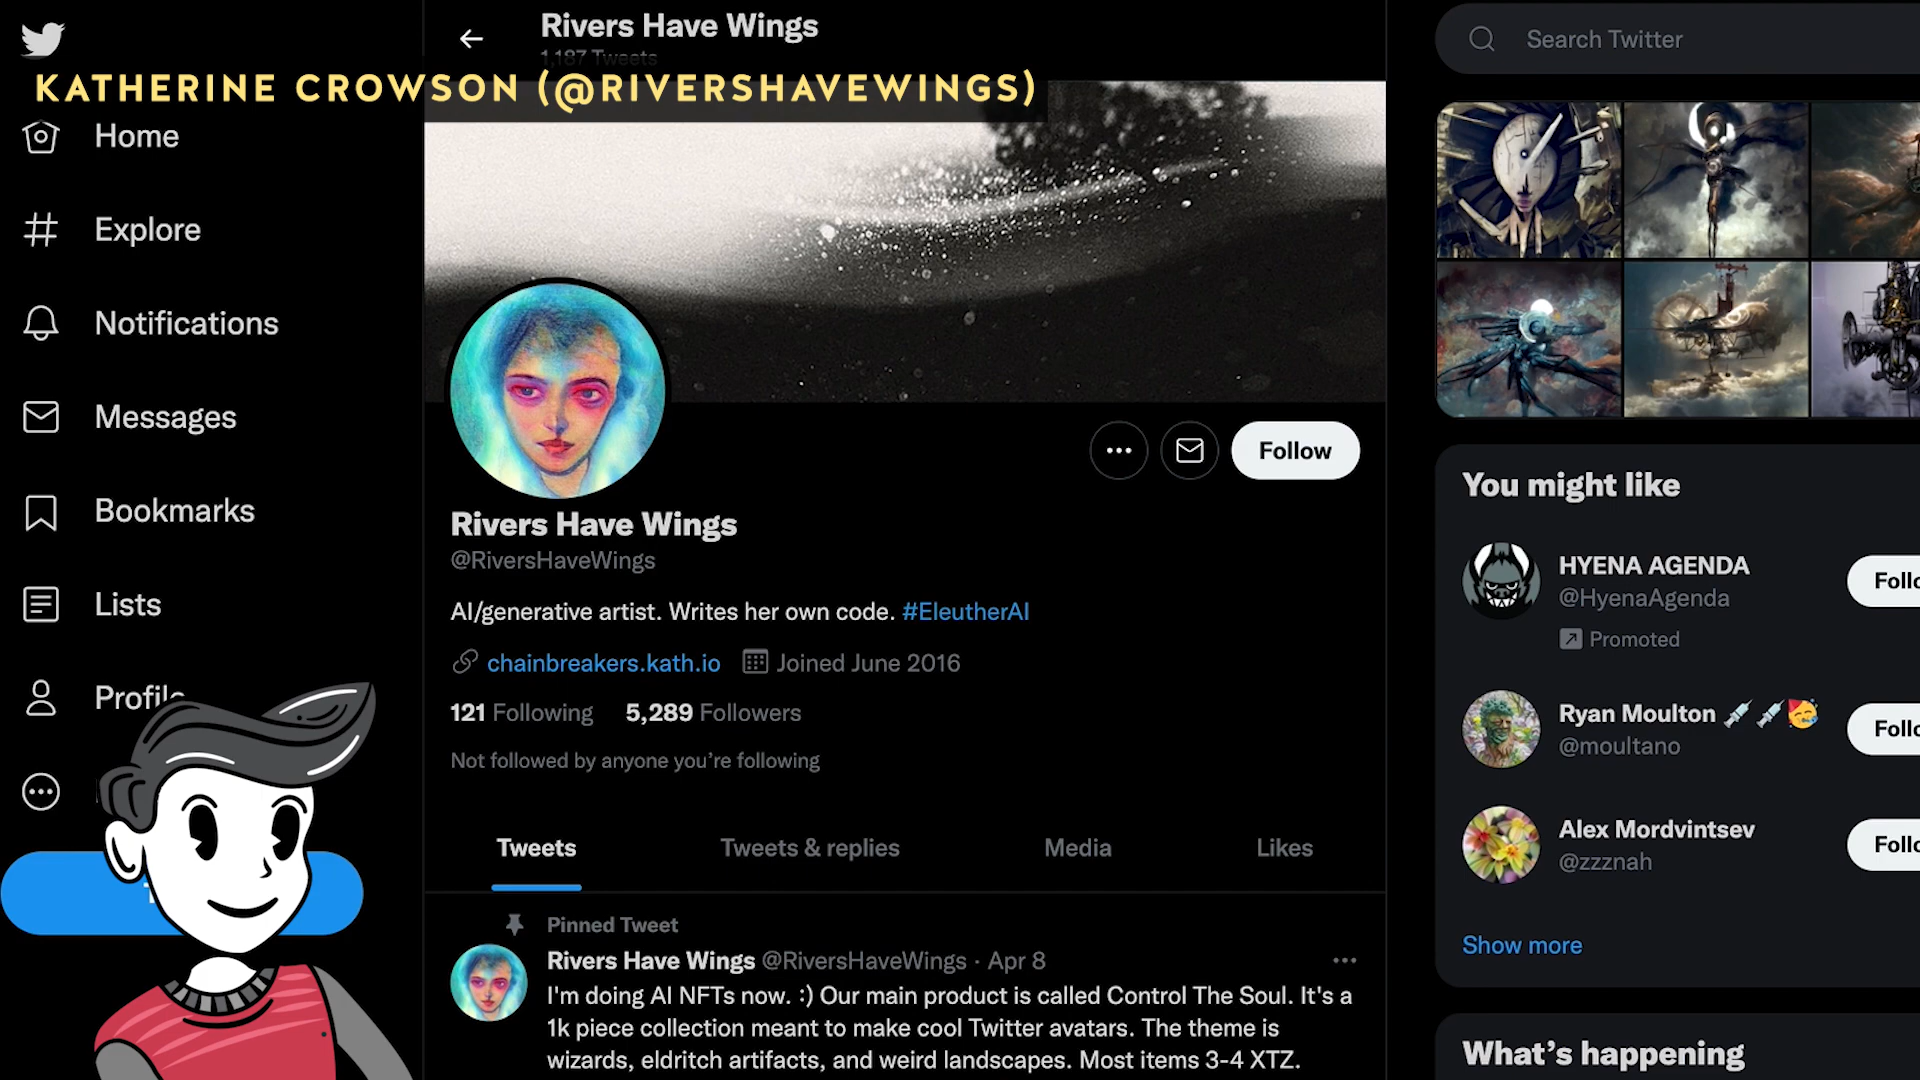 Rivers Have Wings
1,187 Tweets
KATHERINE CROWSON (@RIVERSHAVEWINGS)
Search Twitter
Home
Explore
Notifications
Messages
Bookmarks
Lists
Profile
Follow
Rivers Have Wings
@RiversHaveWings
AI/generative artist. Writes her own code. #EleutherAI
chainbreakers.kath.io Joined June 2016
121 Following 5,289 Followers
Not followed by anyone you're following
Tweets Tweets & replies Media Likes
Pinned Tweet
Rivers Have Wings @RiversHaveWings · Apr 8
I'm doing AI NFTs now. :) Our main product is called Control The Soul. It's a
1k piece collection meant to make cool Twitter avatars. The theme is
wizards, eldritch artifacts, and weird landscapes. Most items 3-4 XTZ.
You might like
HYENA AGENDA
@HyenaAgenda
Promoted
Follo
Ryan Moulton 💉💉🥳
@moultano
Follo
Alex Mordvintsev
@zzznah
Follo
Show more
What's happening